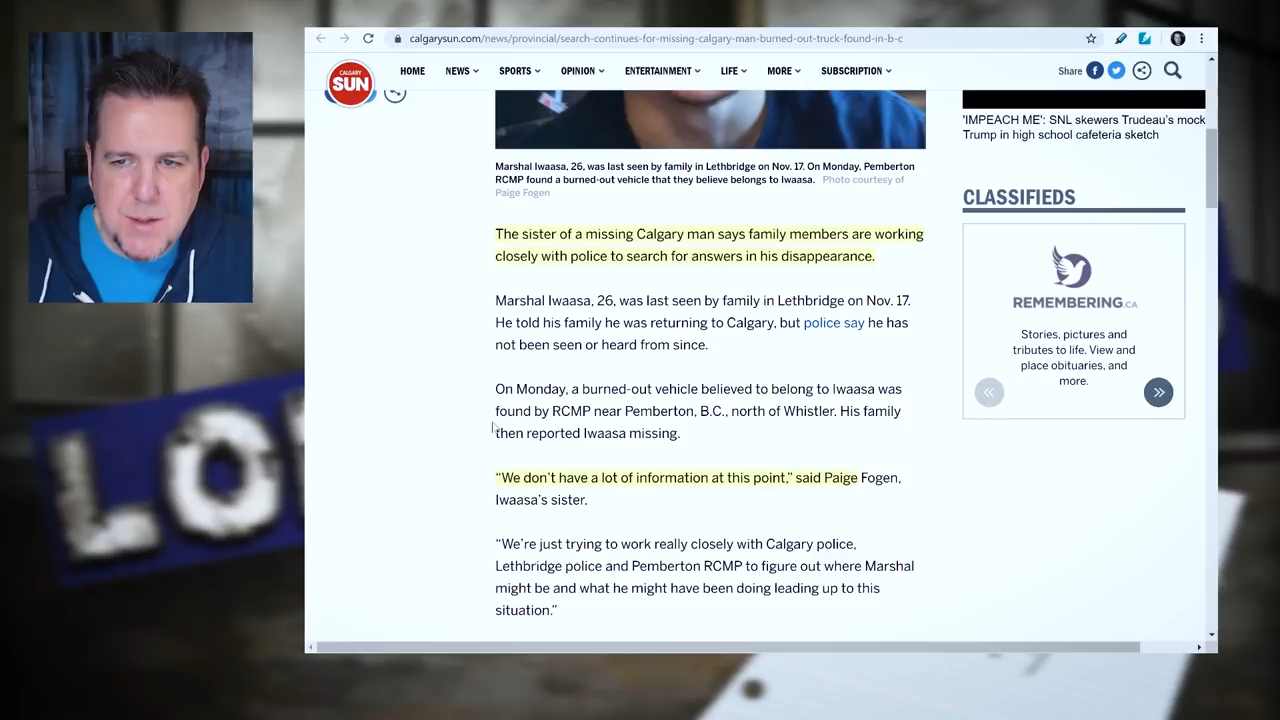 calgarysun.com/news/provincial/search-continues-for-missing-calgary-man-burned-out-truck-found-in-b-c
CALGARY
SUN
HOME NEWS SPORTS OPINION ENTERTAINMENT LIFE MORE SUBSCRIPTION
Share
Marshal Iwaasa, 26, was last seen by family in Lethbridge on Nov. 17. On Monday, Pemberton
RCMP found a burned-out vehicle that they believe belongs to Iwaasa. Photo courtesy of
Paige Fogen
The sister of a missing Calgary man says family members are working
closely with police to search for answers in his disappearance.
Marshal Iwaasa, 26, was last seen by family in Lethbridge on Nov. 17.
He told his family he was returning to Calgary, but police say he has
not been seen or heard from since.
On Monday, a burned-out vehicle believed to belong to Iwaasa was
found by RCMP near Pemberton, B.C., north of Whistler. His family
then reported Iwaasa missing.
“We don’t have a lot of information at this point,” said Paige Fogen,
Iwaasa’s sister.
“We’re just trying to work really closely with Calgary police,
Lethbridge police and Pemberton RCMP to figure out where Marshal
might be and what he might have been doing leading up to this
situation.”
'IMPEACH ME': SNL skewers Trudeau's mock
Trump in high school cafeteria sketch
CLASSIFIEDS
REMEMBERING.CA
Stories, pictures and
tributes to life. View and
place obituaries, and
more.
LO